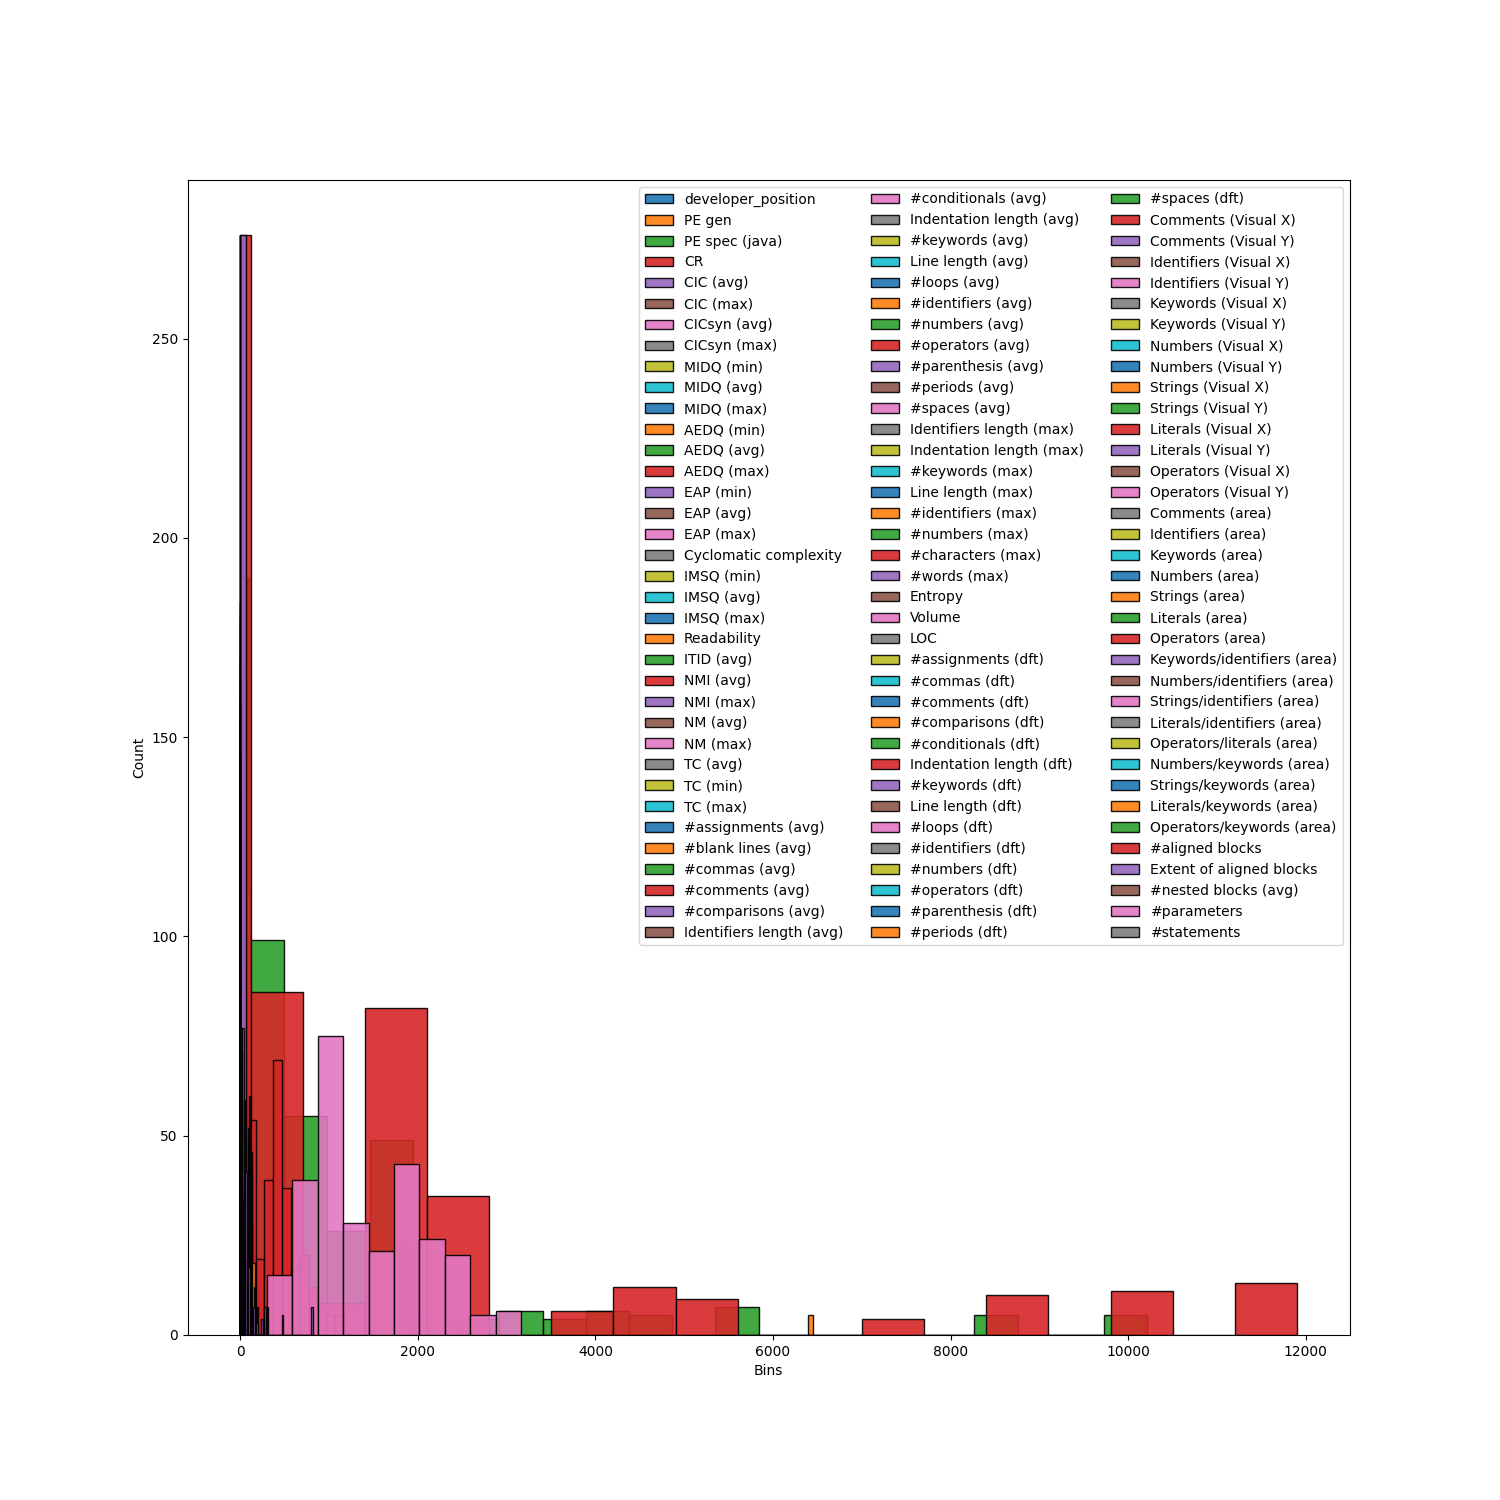 developer_position
PE gen
PE spec (java)
CR
CIC (avg)
CIC (max)
CICsyn (avg)
CICsyn (max)
MIDQ (min)
MIDQ (avg)
MIDQ (max)
AEDQ (min)
AEDQ (avg)
AEDQ (max)
EAP (min)
EAP (avg)
EAP (max)
Cyclomatic complexity
IMSQ (min)
IMSQ (avg)
IMSQ (max)
Readability
ITID (avg)
NMI (avg)
NMI (max)
NM (avg)
NM (max)
TC (avg)
TC (min)
TC (max)
#assignments (avg)
#blank lines (avg)
#commas (avg)
#comments (avg)
#comparisons (avg)
Identifiers length (avg)
#conditionals (avg)
Indentation length (avg)
#keywords (avg)
Line length (avg)
#loops (avg)
#identifiers (avg)
#numbers (avg)
#operators (avg)
#parenthesis (avg)
#periods (avg)
#spaces (avg)
Identifiers length (max)
Indentation length (max)
#keywords (max)
Line length (max)
#identifiers (max)
#numbers (max)
#characters (max)
#words (max)
Entropy
Volume
LOC
#assignments (dft)
#commas (dft)
#comments (dft)
#comparisons (dft)
#conditionals (dft)
Indentation length (dft)
#keywords (dft)
Line length (dft)
#loops (dft)
#identifiers (dft)
#numbers (dft)
#operators (dft)
#parenthesis (dft)
#periods (dft)
#spaces (dft)
Comments (Visual X)
Comments (Visual Y)
Identifiers (Visual X)
Identifiers (Visual Y)
Keywords (Visual X)
Keywords (Visual Y)
Numbers (Visual X)
Numbers (Visual Y)
Strings (Visual X)
Strings (Visual Y)
Literals (Visual X)
Literals (Visual Y)
Operators (Visual X)
Operators (Visual Y)
Comments (area)
Identifiers (area)
Keywords (area)
Numbers (area)
Strings (area)
Literals (area)
Operators (area)
Keywords/identifiers (area)
Numbers/identifiers (area)
Strings/identifiers (area)
Literals/identifiers (area)
Operators/literals (area)
Numbers/keywords (area)
Strings/keywords (area)
Literals/keywords (area)
Operators/keywords (area)
#aligned blocks
Extent of aligned blocks
#nested blocks (avg)
#parameters
#statements
250
200
150
100
50
0
Count
0 2000 4000 6000 8000 10000 12000
Bins